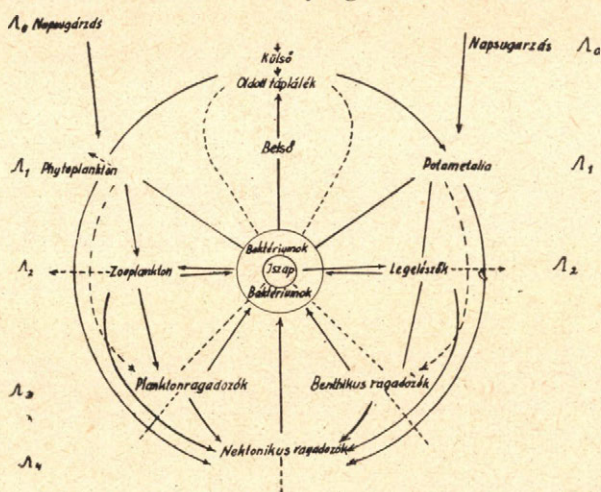 Λ₀ Napsugárzás
Külső
Napsugarzás Λ₀
Oldott táplálék
Belső
Λ₁ Phytoplankton
Potametalia Λ₁
Baktériumok
Λ₂ Zooplankton
Iszap
Legelészők Λ₂
Baktériumok
Λ₃ Planktonragadozók
Benthikus ragadozók
Λ₄ Nektonikus ragadozók